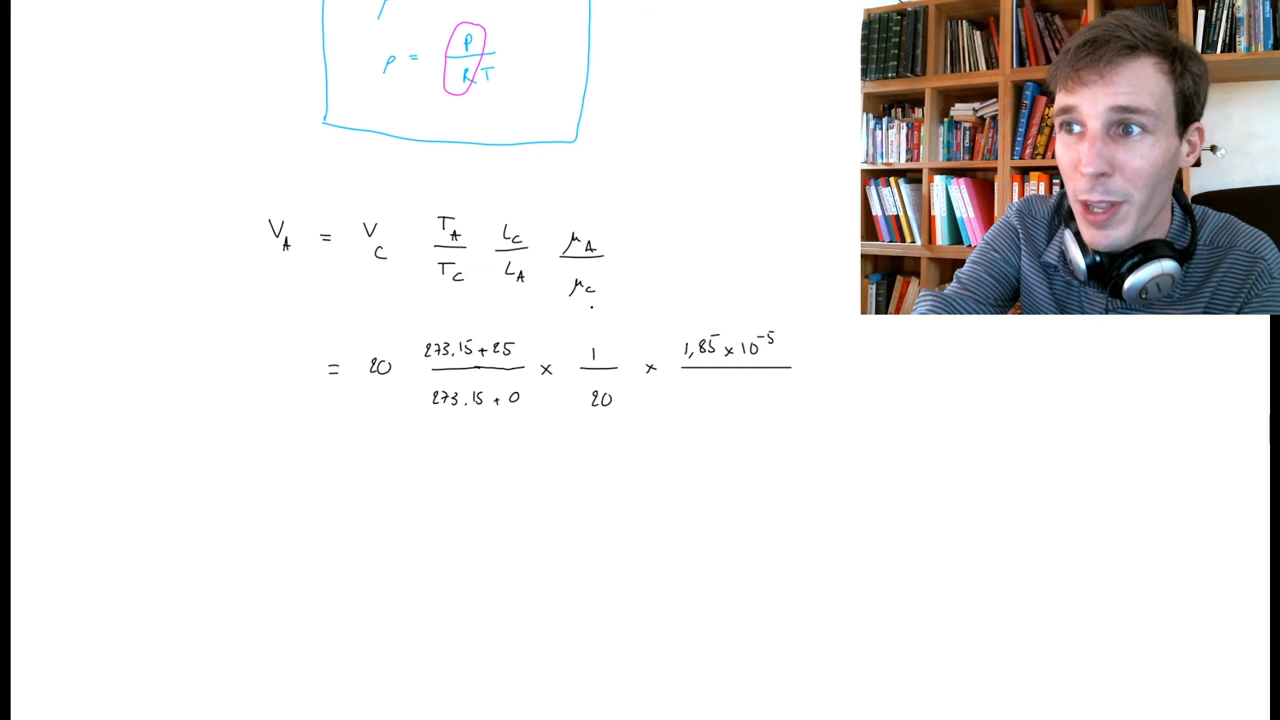 ρ = P / RT
V_A = V_C T_A / T_C L_C / L_A μ_A / μ_C
= 20 273.15 + 25 / 273.15 + 0 × 1 / 20 × 1,85 × 10^-5